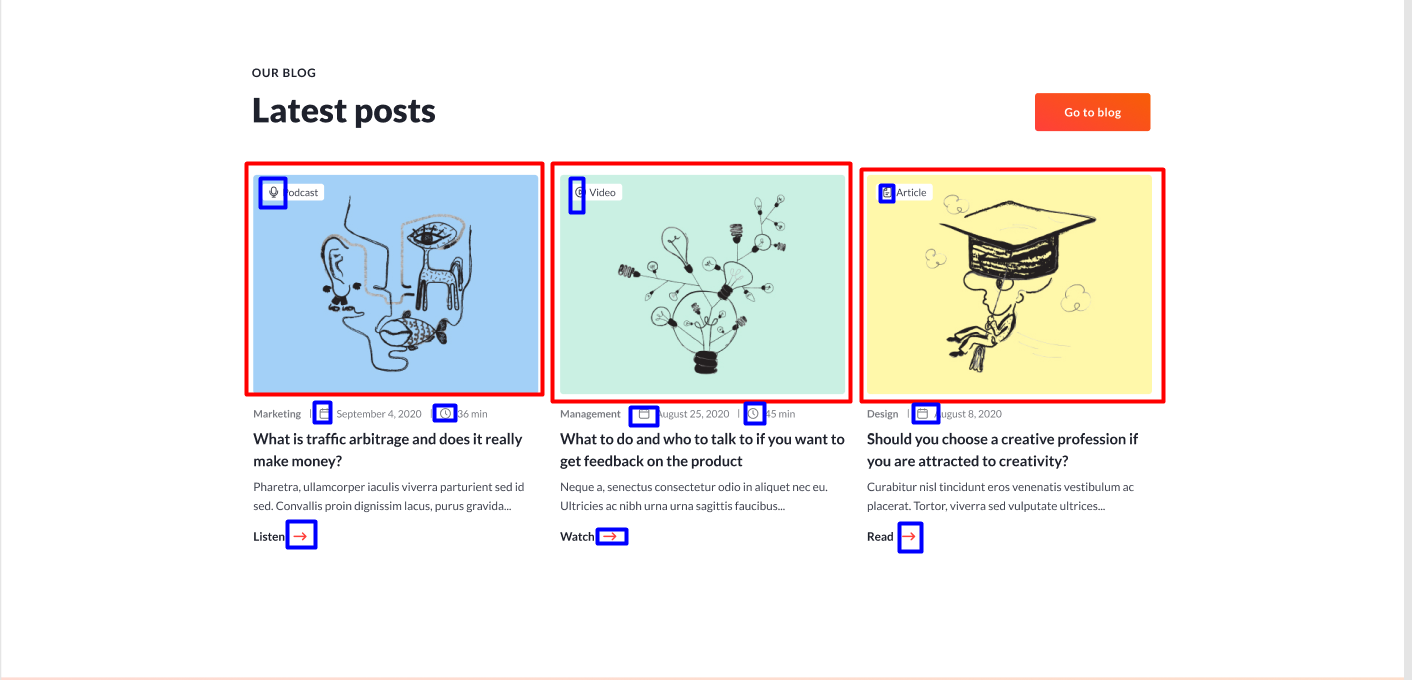 OUR BLOG
Latest posts
Go to blog
Podcast
Video
Article
Marketing | September 4, 2020 | 36 min
What is traffic arbitrage and does it really
make money?
Pharetra, ullamcorper iaculis viverra parturient sed id
sed. Convallis proin dignissim lacus, purus gravida...
Listen →
Management August 25, 2020 | 45 min
What to do and who to talk to if you want to
get feedback on the product
Neque a, senectus consectetur odio in aliquet nec eu.
Ultricies ac nibh urna urna sagittis faucibus...
Watch →
Design | August 8, 2020
Should you choose a creative profession if
you are attracted to creativity?
Curabitur nisl tincidunt eros venenatis vestibulum ac
placerat. Tortor, viverra sed vulputate ultrices...
Read →